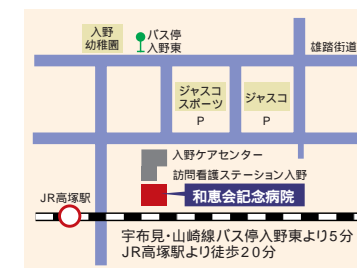 入野
幼稚園
バス停
入野東
雄踏街道
ジャスコ
スポーツ
P
ジャスコ
P
入野ケアセンター
訪問看護ステーション入野
和恵会記念病院
JR高塚駅
宇布見・山崎線バス停入野東より5分
JR高塚駅より徒歩20分